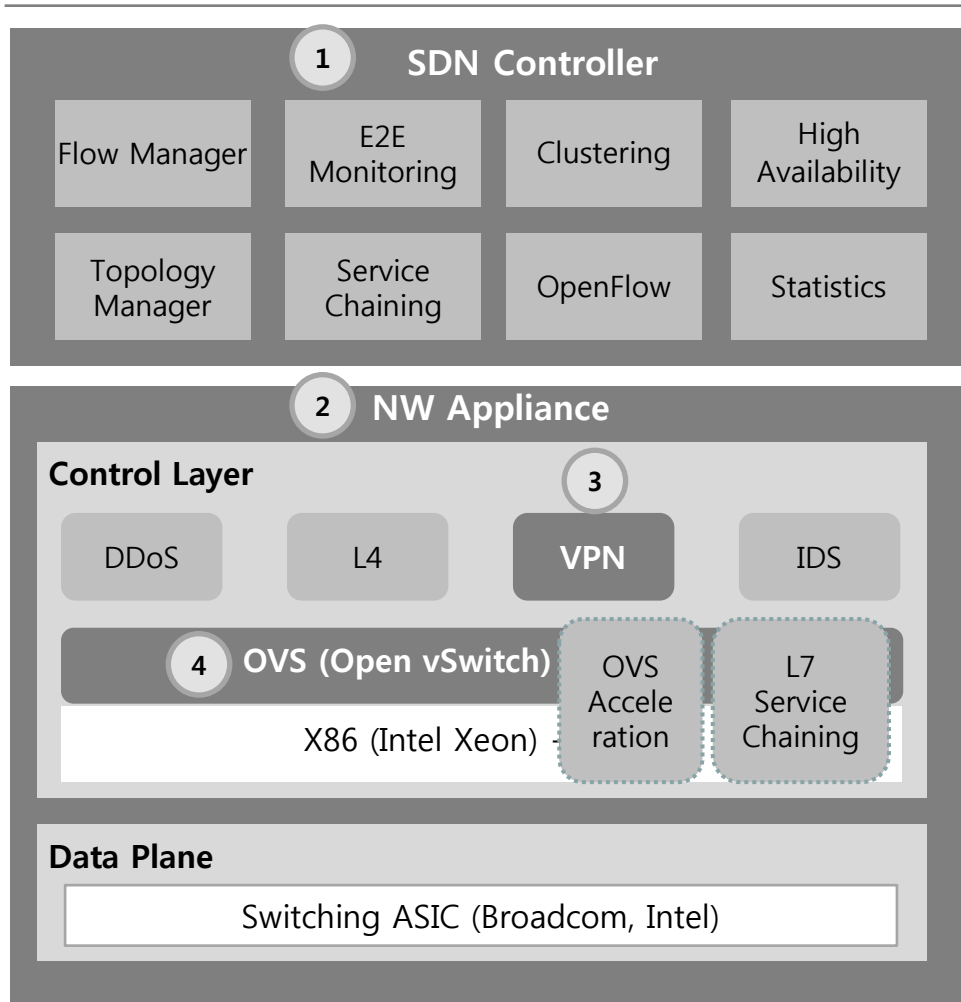 1
SDN Controller
Flow Manager
E2E
Monitoring
Clustering
High
Availability
Topology
Manager
Service
Chaining
OpenFlow
Statistics
2
NW Appliance
Control Layer
3
DDoS
L4
VPN
IDS
4
OVS (Open vSwitch)
OVS
Accele
ration
L7
Service
Chaining
X86 (Intel Xeon) -
Data Plane
Switching ASIC (Broadcom, Intel)